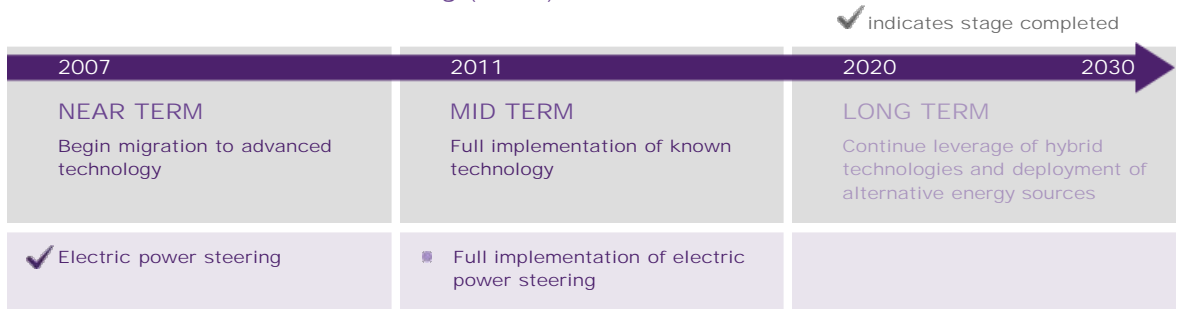 indicates stage completed
2007 2011 2020 2030
NEAR TERM
Begin migration to advanced
technology
MID TERM
Full implementation of known
technology
LONG TERM
Continue leverage of hybrid
technologies and deployment of
alternative energy sources
Electric power steering
Full implementation of electric
power steering